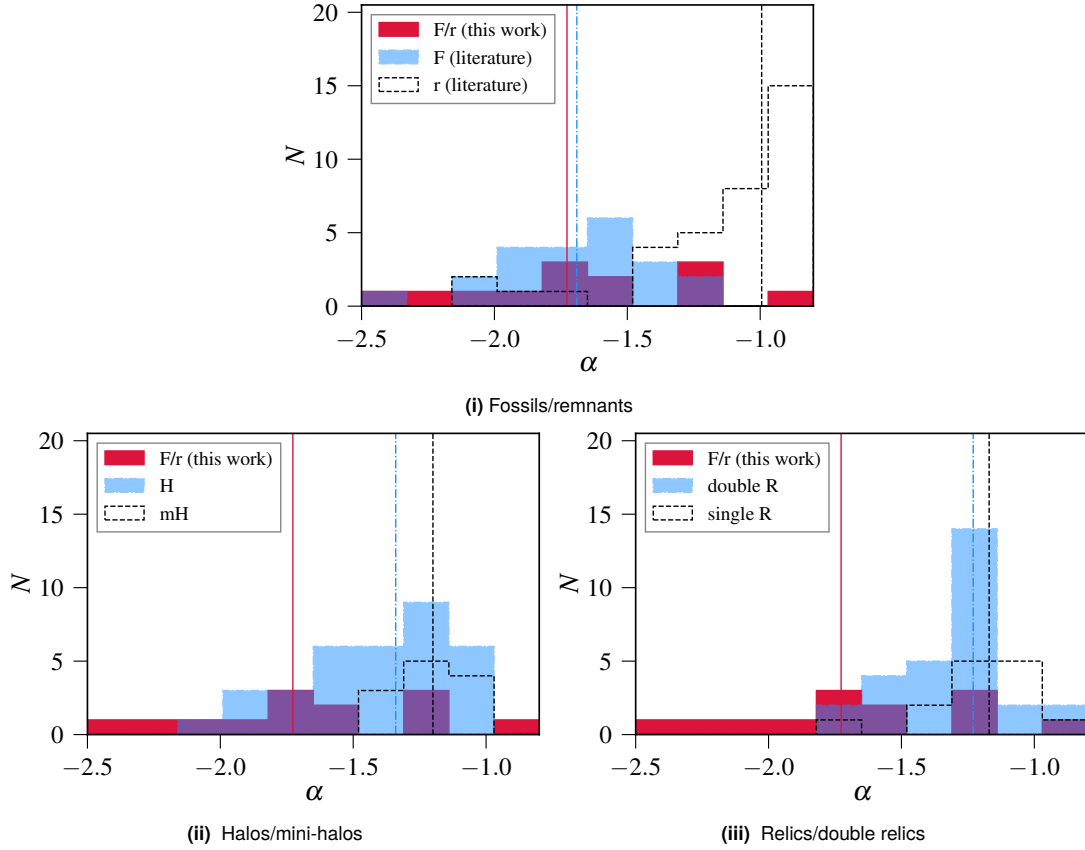 20
15
10
5
0
N
F/r (this work)
F (literature)
r (literature)
−2.5 −2.0 −1.5 −1.0
α
(i) Fossils/remnants
20
15
10
5
0
N
F/r (this work)
H
mH
−2.5 −2.0 −1.5 −1.0
α
(ii) Halos/mini-halos
20
15
10
5
0
N
F/r (this work)
double R
single R
−2.5 −2.0 −1.5 −1.0
α
(iii) Relics/double relics